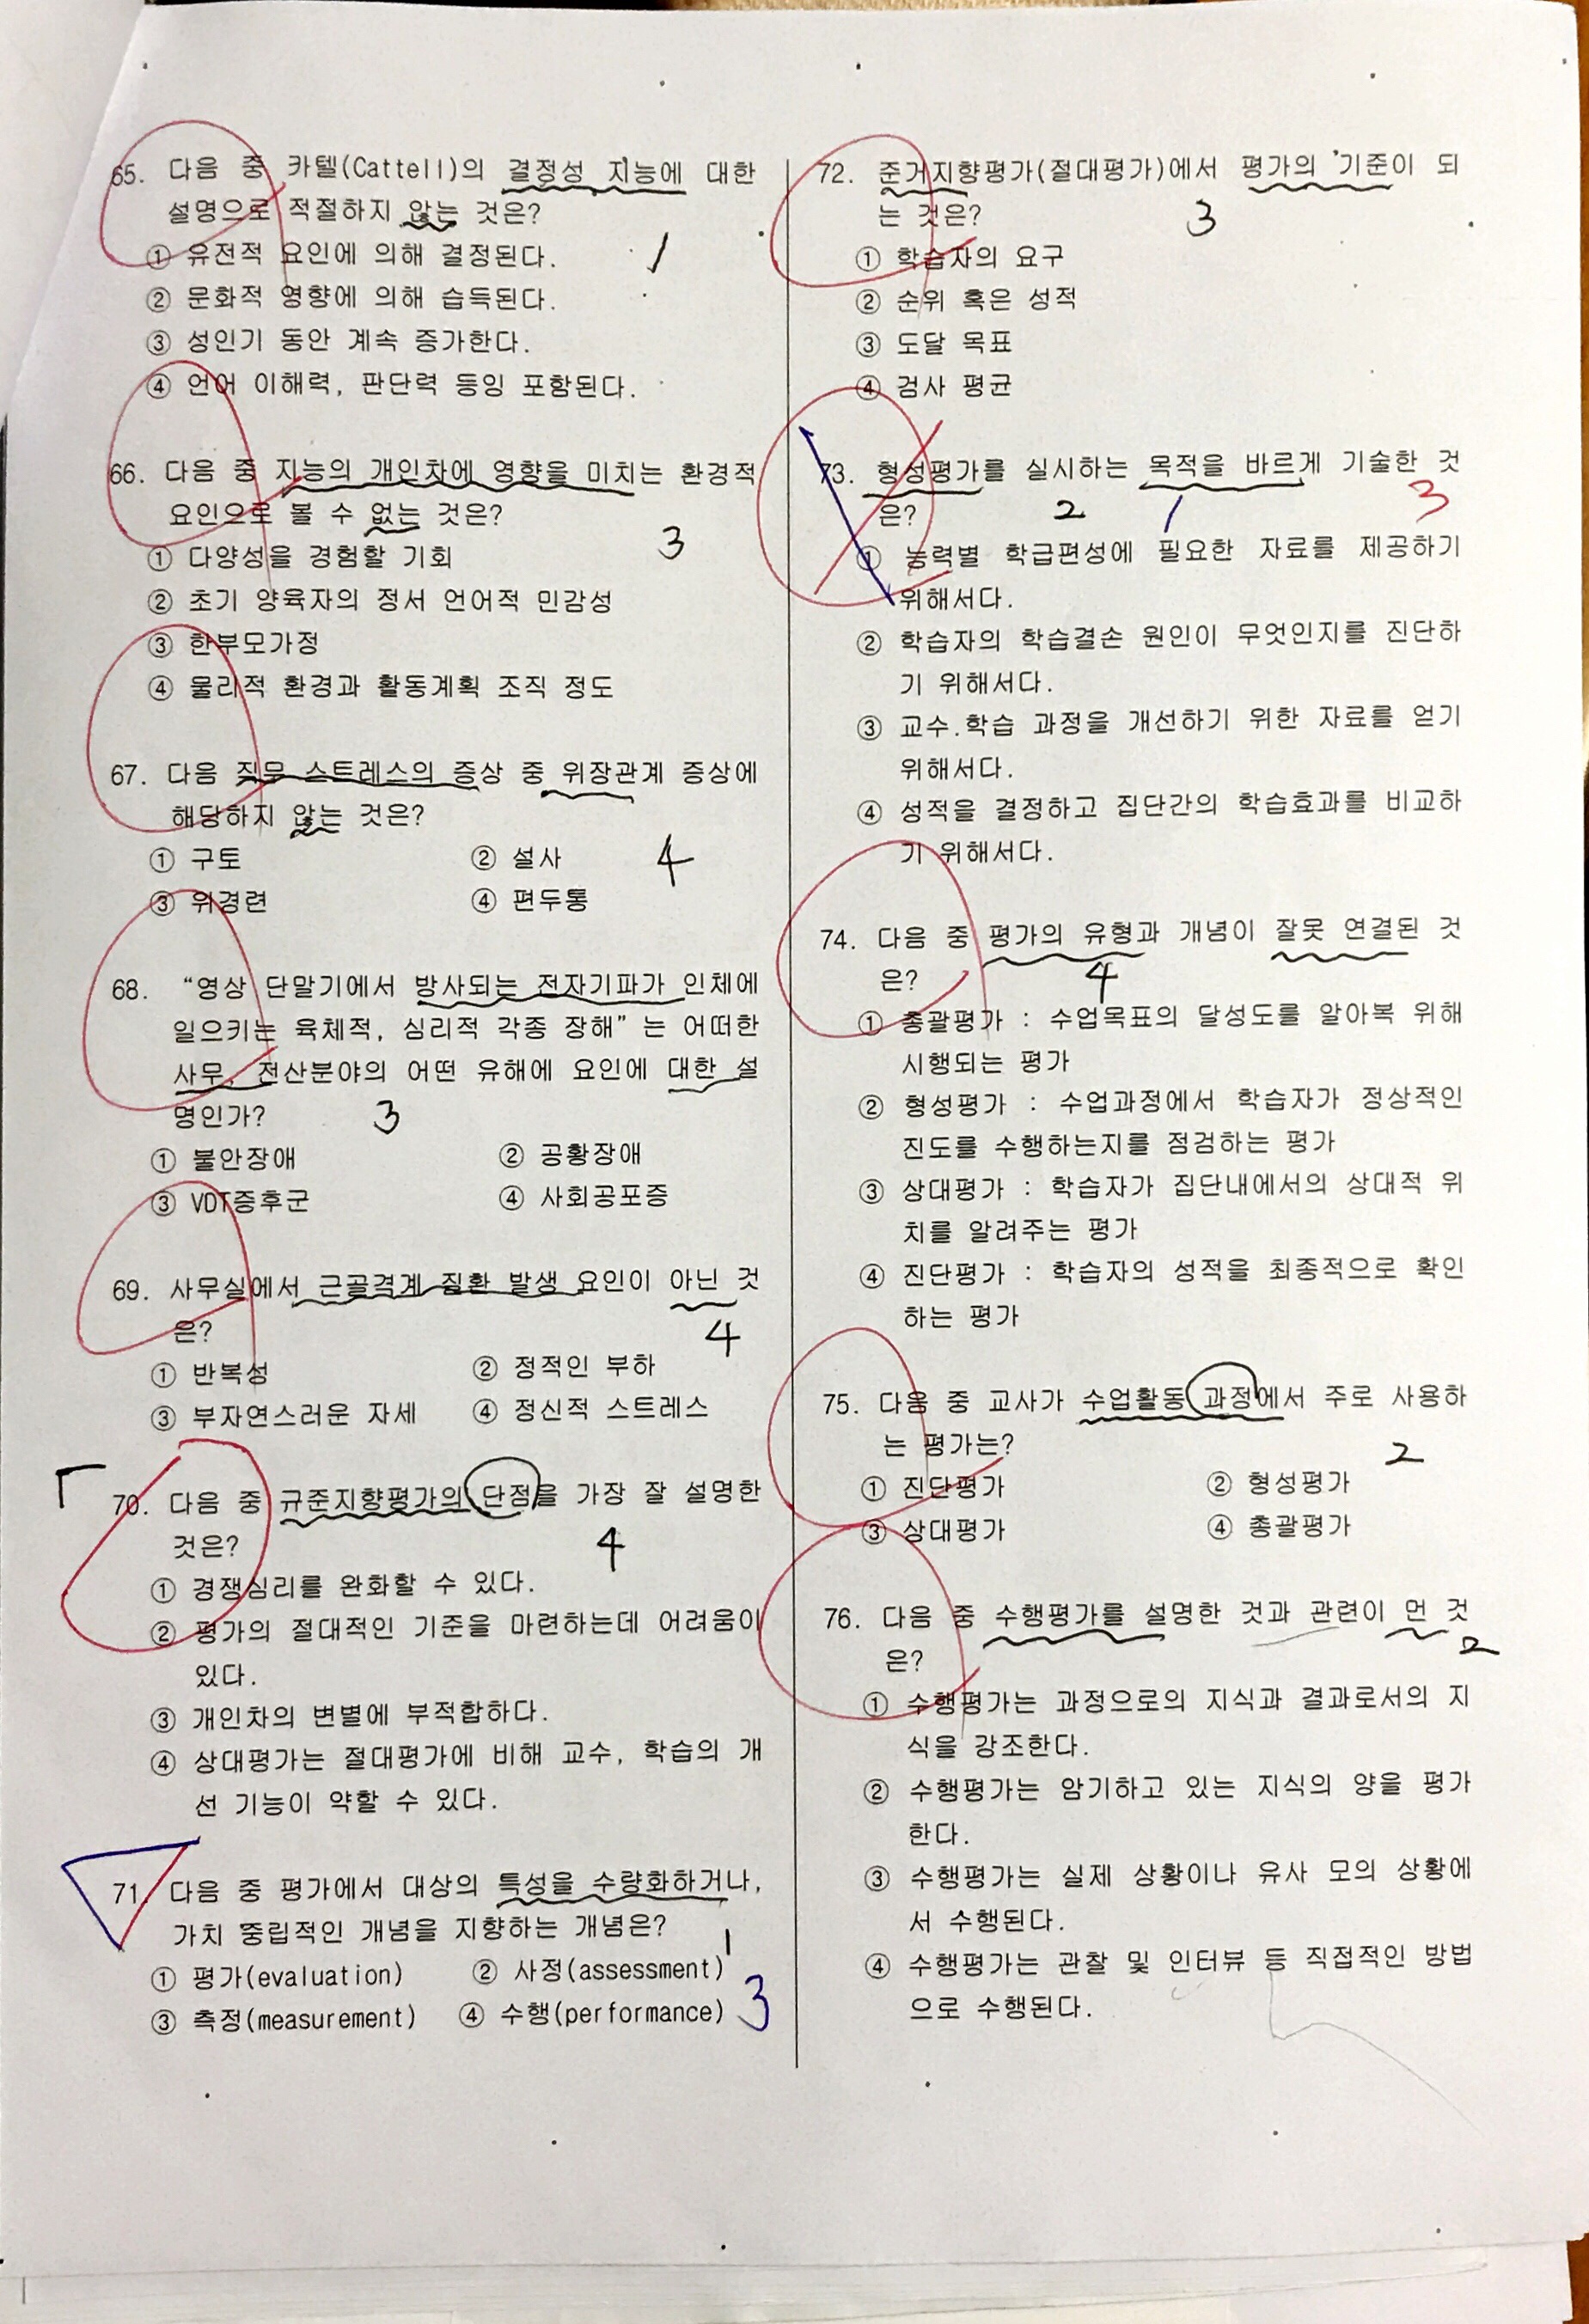 65. 다음 중 카텔(Cattell)의 결정성 지능에 대한
설명으로 적절하지 않는 것은?
① 유전적 요인에 의해 결정된다.
1
② 문화적 영향에 의해 습득된다.
③ 성인기 동안 계속 증가한다.
④ 언어 이해력, 판단력 등잉 포함된다.
66. 다음 중 지능의 개인차에 영향을 미치는 환경적
요인으로 볼 수 없는 것은?
3
① 다양성을 경험할 기회
② 초기 양육자의 정서 언어적 민감성
③ 한부모가정
④ 물리적 환경과 활동계획 조직 정도
67. 다음 직무 스트레스의 증상 중 위장관계 증상에
해당하지 않는 것은?
① 구토 ② 설사
4
③ 위경련 ④ 편두통
68. “영상 단말기에서 방사되는 전자기파가 인체에
일으키는 육체적, 심리적 각종 장해” 는 어떠한
사무, 전산분야의 어떤 유해에 요인에 대한 설
명인가?
3
① 불안장애 ② 공황장애
③ VDT증후군 ④ 사회공포증
69. 사무실에서 근골격계 질환 발생 요인이 아닌 것
은?
4
① 반복성 ② 정적인 부하
③ 부자연스러운 자세 ④ 정신적 스트레스
70. 다음 중 규준지향평가의 단점을 가장 잘 설명한
것은?
4
① 경쟁심리를 완화할 수 있다.
② 평가의 절대적인 기준을 마련하는데 어려움이
있다.
③ 개인차의 변별에 부적합하다.
④ 상대평가는 절대평가에 비해 교수, 학습의 개
선 기능이 약할 수 있다.
71. 다음 중 평가에서 대상의 특성을 수량화하거나,
가치 중립적인 개념을 지향하는 개념은?
1
① 평가(evaluation) ② 사정(assessment)
③ 측정(measurement) ④ 수행(performance)
3
72. 준거지향평가(절대평가)에서 평가의 기준이 되
는 것은?
3
① 학습자의 요구
② 순위 혹은 성적
③ 도달 목표
④ 검사 평균
73. 형성평가를 실시하는 목적을 바르게 기술한 것
은?
2 1 3
① 능력별 학급편성에 필요한 자료를 제공하기
위해서다.
② 학습자의 학습결손 원인이 무엇인지를 진단하
기 위해서다.
③ 교수.학습 과정을 개선하기 위한 자료를 얻기
위해서다.
④ 성적을 결정하고 집단간의 학습효과를 비교하
기 위해서다.
74. 다음 중 평가의 유형과 개념이 잘못 연결된 것
은?
4
① 총괄평가 : 수업목표의 달성도를 알아복 위해
시행되는 평가
② 형성평가 : 수업과정에서 학습자가 정상적인
진도를 수행하는지를 점검하는 평가
③ 상대평가 : 학습자가 집단내에서의 상대적 위
치를 알려주는 평가
④ 진단평가 : 학습자의 성적을 최종적으로 확인
하는 평가
75. 다음 중 교사가 수업활동 과정에서 주로 사용하
는 평가는?
2
① 진단평가 ② 형성평가
③ 상대평가 ④ 총괄평가
76. 다음 중 수행평가를 설명한 것과 관련이 먼 것
2
은?
① 수행평가는 과정으로의 지식과 결과로서의 지
식을 강조한다.
② 수행평가는 암기하고 있는 지식의 양을 평가
한다.
③ 수행평가는 실제 상황이나 유사 모의 상황에
서 수행된다.
④ 수행평가는 관찰 및 인터뷰 등 직접적인 방법
으로 수행된다.